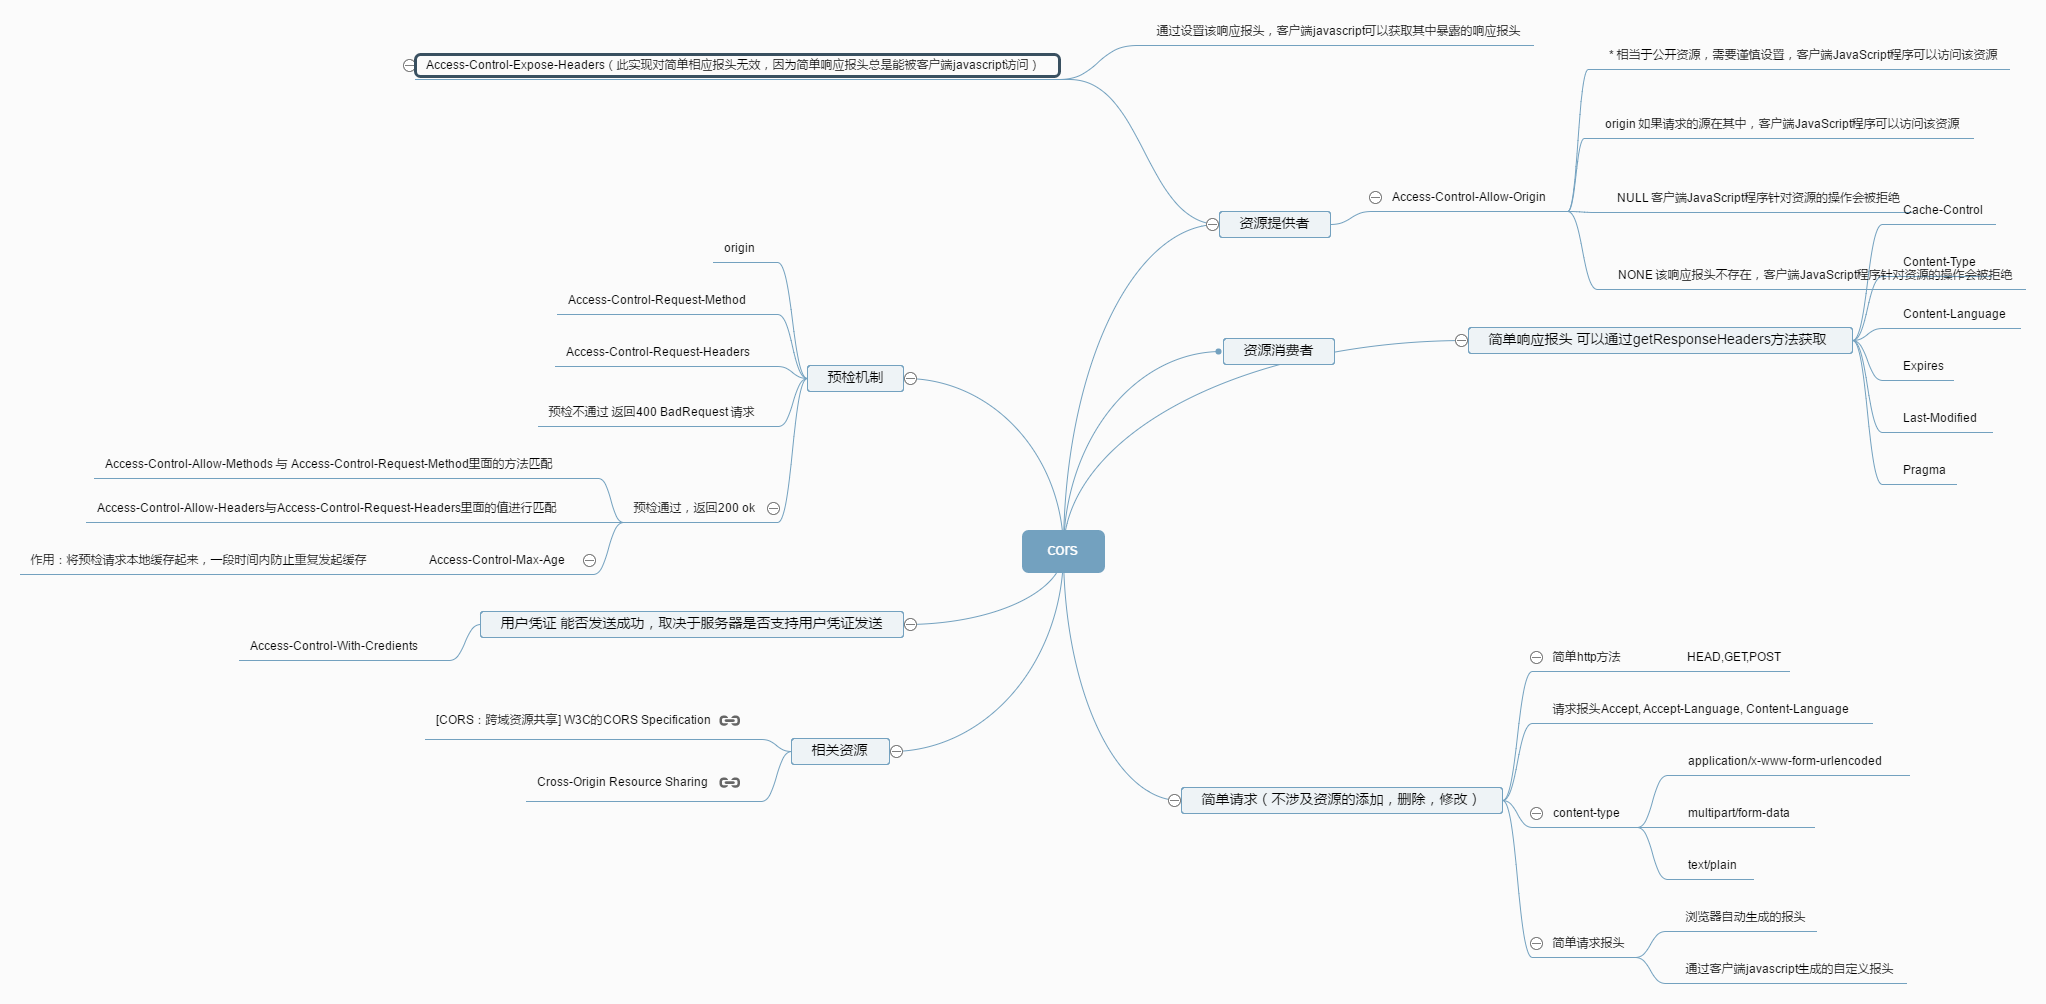 通过设置该响应报头，客户端javascript可以获取其中暴露的响应报头
Access-Control-Expose-Headers（此实现对简单相应报头无效，因为简单响应报头总是能被客户端javascript访问）
* 相当于公开资源，需要谨慎设置，客户端JavaScript程序可以访问该资源
origin 如果请求的源在其中，客户端JavaScript程序可以访问该资源
Access-Control-Allow-Origin
NULL 客户端JavaScript程序针对资源的操作会被拒绝
NONE 该响应报头不存在，客户端JavaScript程序针对资源的操作会被拒绝
资源提供者
资源消费者
简单响应报头 可以通过getResponseHeaders方法获取
Cache-Control
Content-Type
Content-Language
Expires
Last-Modified
Pragma
origin
Access-Control-Request-Method
Access-Control-Request-Headers
预检机制
预检不通过 返回400 BadRequest 请求
Access-Control-Allow-Methods 与 Access-Control-Request-Method里面的方法匹配
Access-Control-Allow-Headers与Access-Control-Request-Headers里面的值进行匹配
预检通过，返回200 ok
作用：将预检请求本地缓存起来，一段时间内防止重复发起缓存
Access-Control-Max-Age
cors
用户凭证 能否发送成功，取决于服务器是否支持用户凭证发送
Access-Control-With-Credients
[CORS：跨域资源共享] W3C的CORS Specification
相关资源
Cross-Origin Resource Sharing
简单请求（不涉及资源的添加，删除，修改）
简单http方法
HEAD,GET,POST
请求报头Accept, Accept-Language, Content-Language
content-type
application/x-www-form-urlencoded
multipart/form-data
text/plain
简单请求报头
浏览器自动生成的报头
通过客户端javascript生成的自定义报头